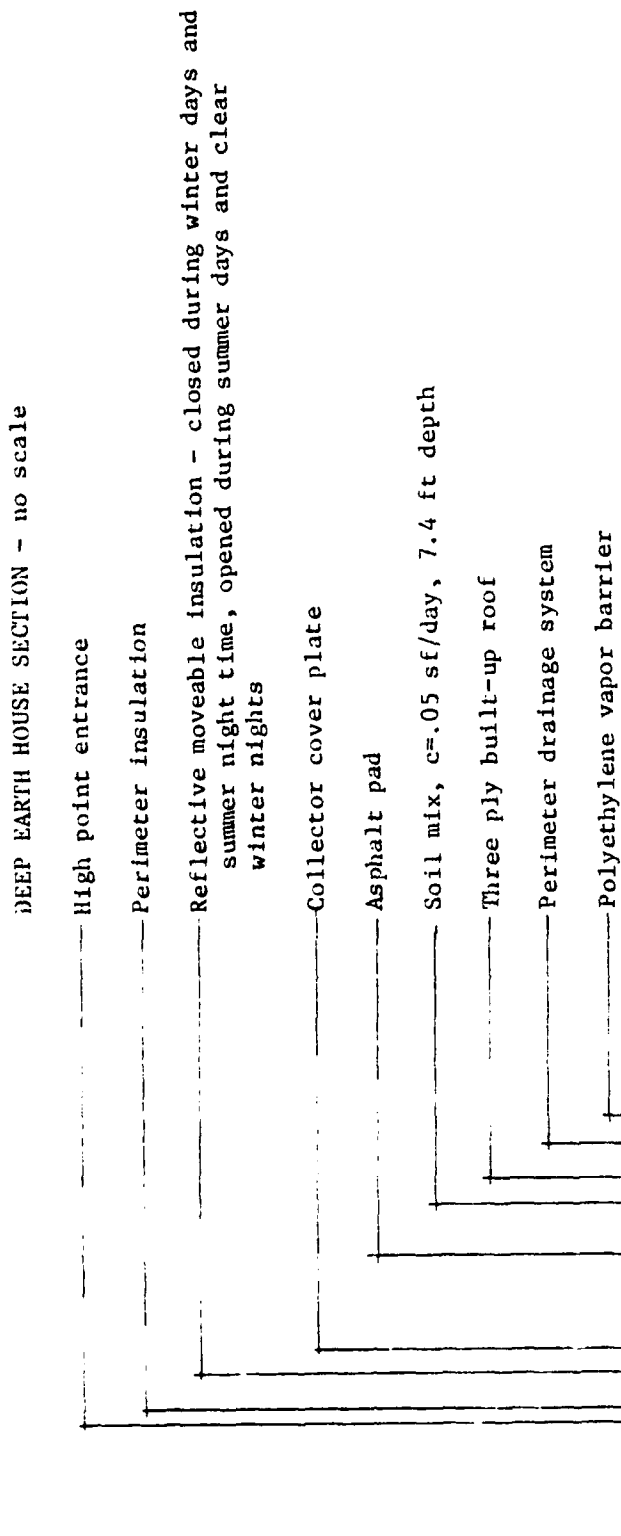 DEEP EARTH HOUSE SECTION - no scale
High point entrance
Perimeter insulation
Reflective moveable insulation - closed during winter days and
summer night time, opened during summer days and clear
winter nights
Collector cover plate
Asphalt pad
Soil mix, c=.05 sf/day, 7.4 ft depth
Three ply built-up roof
Perimeter drainage system
Polyethylene vapor barrier